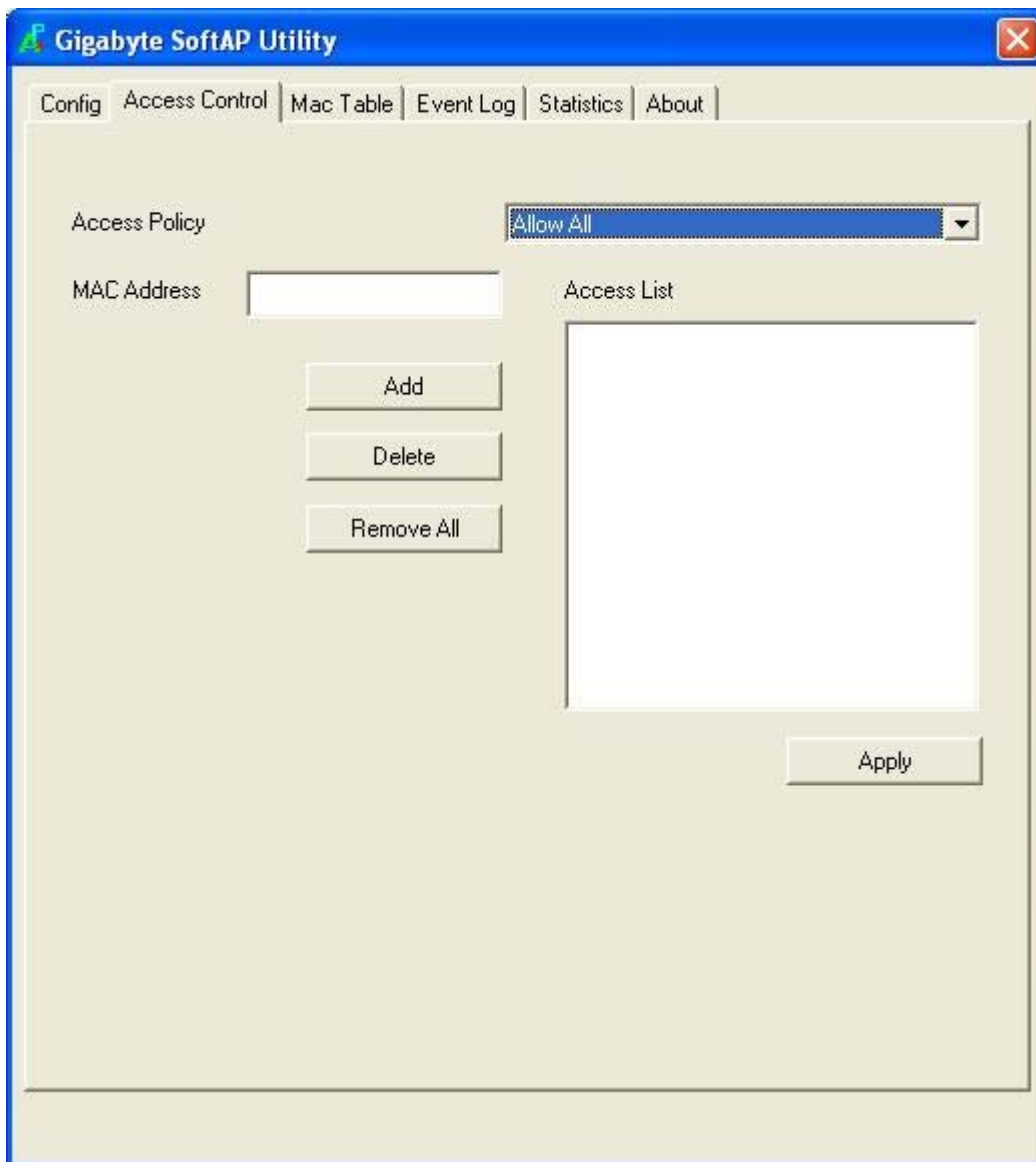 Gigabyte SoftAP Utility
Config Access Control Mac Table Event Log Statistics About
Access Policy Allow All
MAC Address Access List
Add
Delete
Remove All
Apply